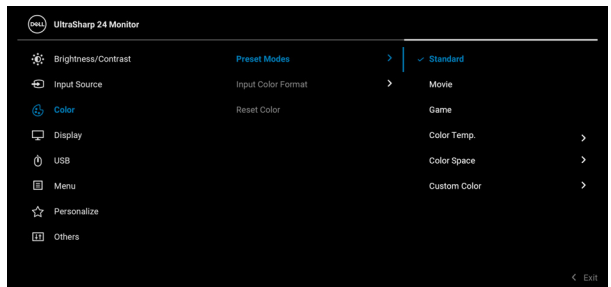 DELL UltraSharp 24 Monitor
Brightness/Contrast Preset Modes Standard
Input Source Input Color Format Movie
Color Reset Color Game
Display Color Temp.
USB Color Space
Menu Custom Color
Personalize
Others
Exit